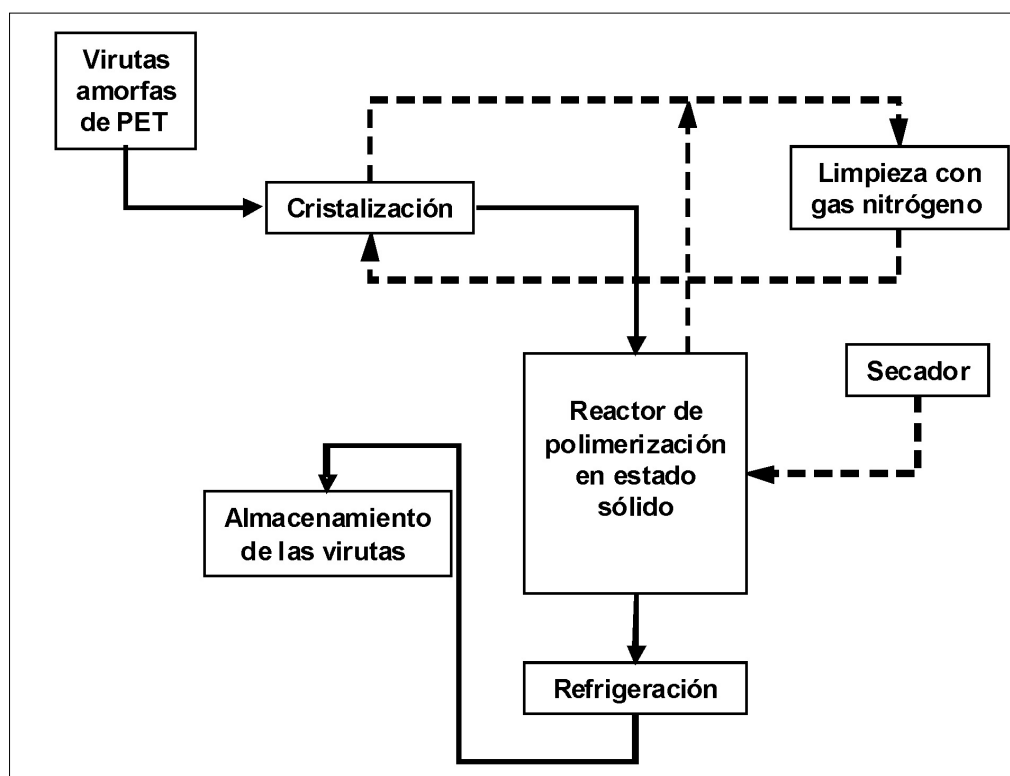 Virutas
amorfas
de PET
Cristalización
Limpieza con
gas nitrógeno
Secador
Reactor de
polimerización
en estado
sólido
Almacenamiento
de las virutas
Refrigeración